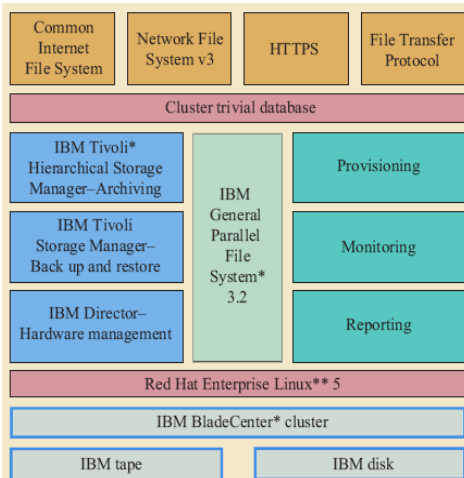 Common
Internet
File System
Network File
System v3
HTTPS
File Transfer
Protocol
Cluster trivial database
IBM Tivoli*
Hierarchical Storage
Manager–Archiving
IBM Tivoli
Storage Manager–
Back up and restore
IBM Director–
Hardware management
IBM
General
Parallel
File
System*
3.2
Provisioning
Monitoring
Reporting
Red Hat Enterprise Linux** 5
IBM BladeCenter* cluster
IBM tape
IBM disk